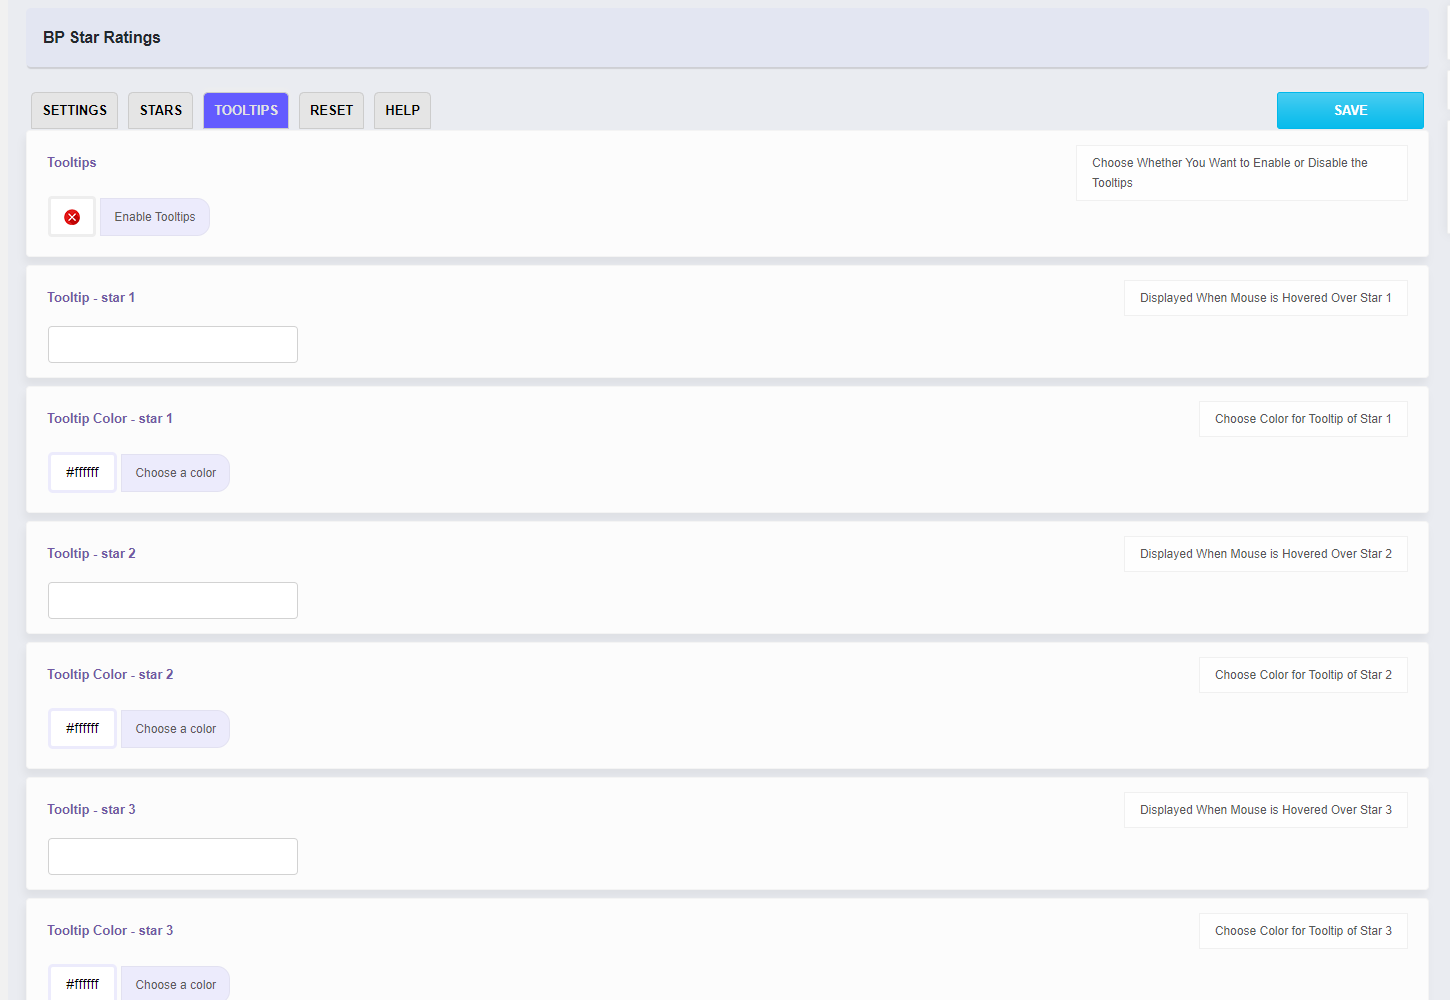 BP Star Ratings
SETTINGS STARS TOOLTIPS RESET HELP SAVE
Tooltips
Choose Whether You Want to Enable or Disable the
Tooltips
Enable Tooltips
Tooltip - star 1
Displayed When Mouse is Hovered Over Star 1
Tooltip Color - star 1
Choose Color for Tooltip of Star 1
#ffffff Choose a color
Tooltip - star 2
Displayed When Mouse is Hovered Over Star 2
Tooltip Color - star 2
Choose Color for Tooltip of Star 2
#ffffff Choose a color
Tooltip - star 3
Displayed When Mouse is Hovered Over Star 3
Tooltip Color - star 3
Choose Color for Tooltip of Star 3
#ffffff Choose a color